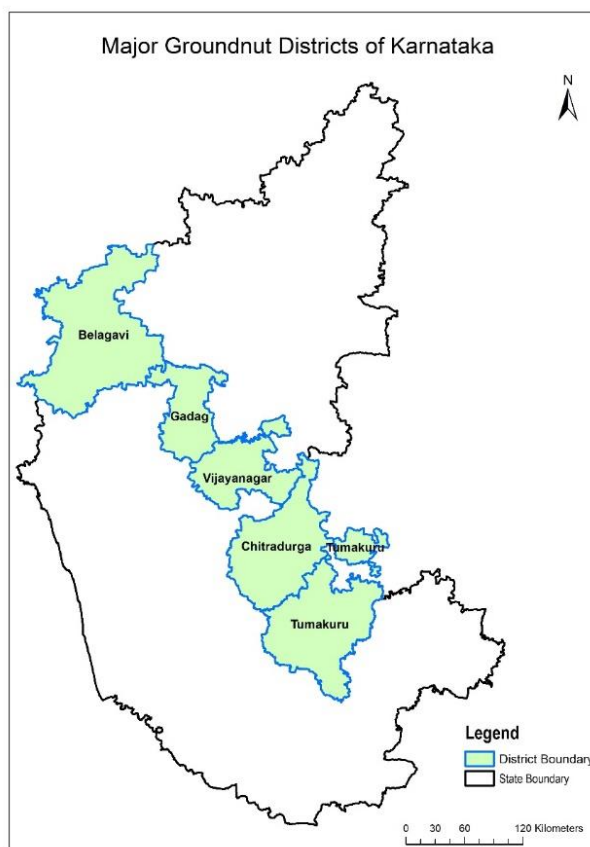 Major Groundnut Districts of Karnataka
N
Belagavi
Gadag
Vijayanagar
Chitradurga
Tumakuru
Tumakuru
Legend
District Boundary
State Boundary
0 30 60 120 Kilometers